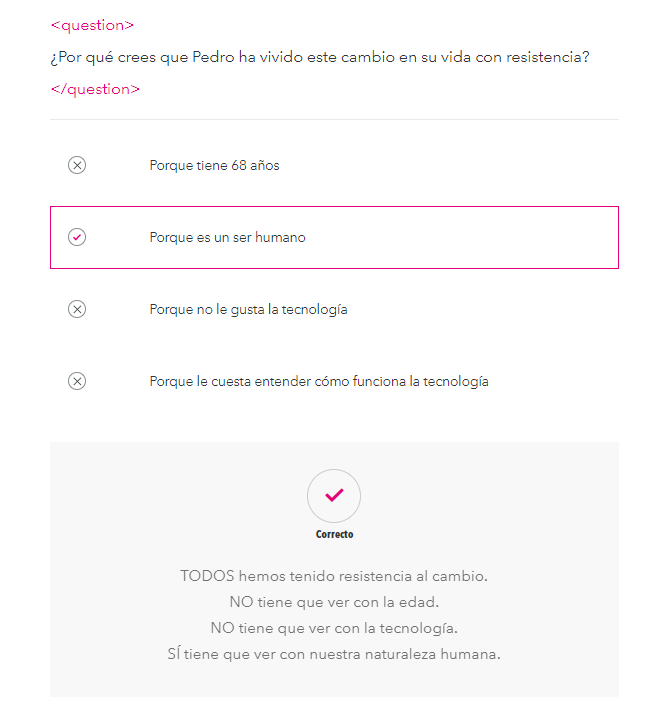 <question>
¿Por qué crees que Pedro ha vivido este cambio en su vida con resistencia?
</question>
Porque tiene 68 años
Porque es un ser humano
Porque no le gusta la tecnología
Porque le cuesta entender cómo funciona la tecnología
Correcto
TODOS hemos tenido resistencia al cambio.
NO tiene que ver con la edad.
NO tiene que ver con la tecnología.
SÍ tiene que ver con nuestra naturaleza humana.